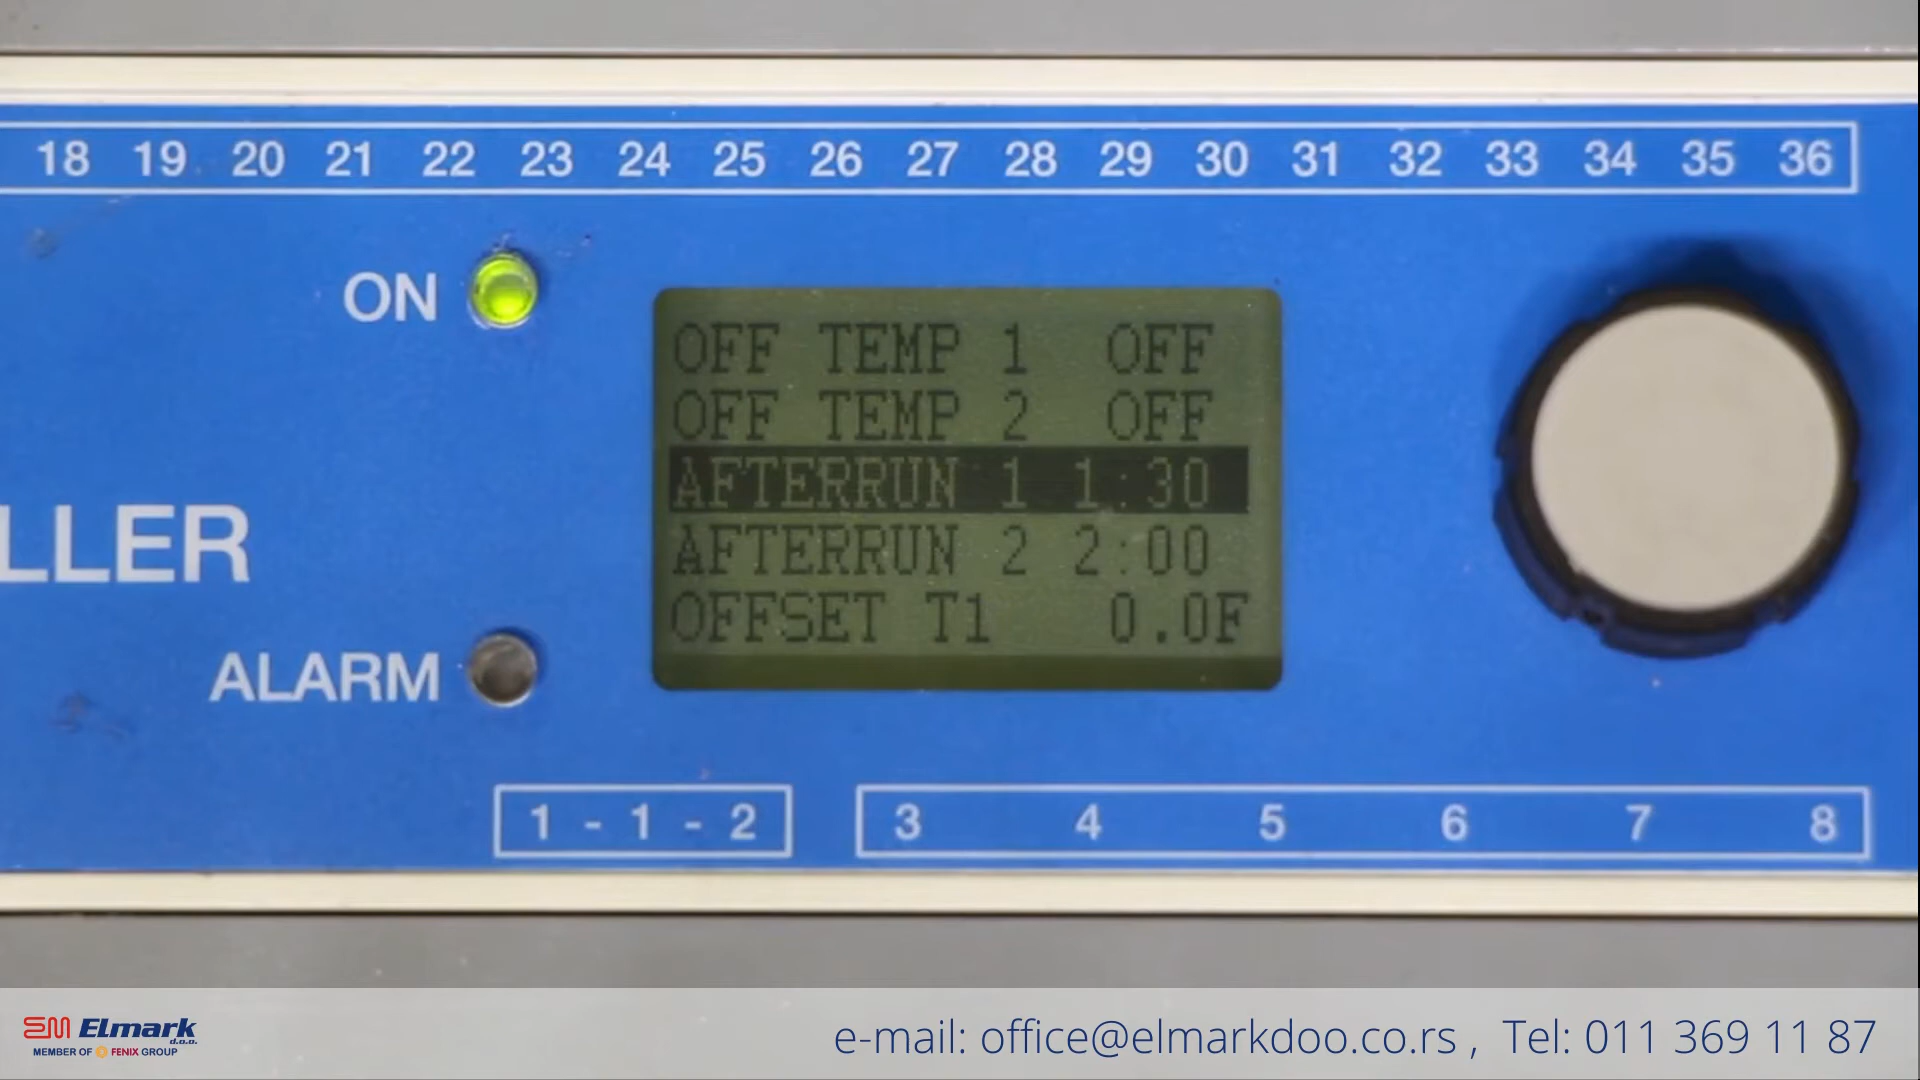 18 19 20 21 22 23 24 25 26 27 28 29 30 31 32 33 34 35 36
ON
OFF TEMP 1 OFF
OFF TEMP 2 OFF
AFTERRUN 1 1:30
AFTERRUN 2 2:00
OFFSET T1 0.0F
LLER
ALARM
1 - 1 - 2
3 4 5 6 7 8
EM Elmark d.o.o.
MEMBER OF FENIX GROUP
e-mail: office@elmarkdoo.co.rs , Tel: 011 369 11 87